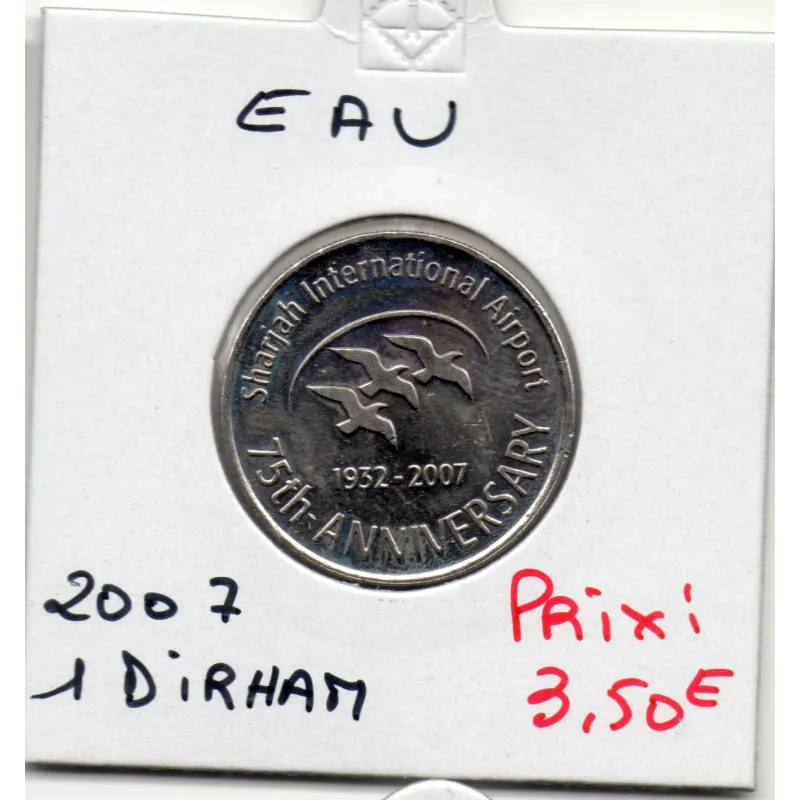 EAU
Sharjah International Airport
1932-2007
75th ANNIVERSARY
2007
1 DiRHAM
PRix:
3,50E